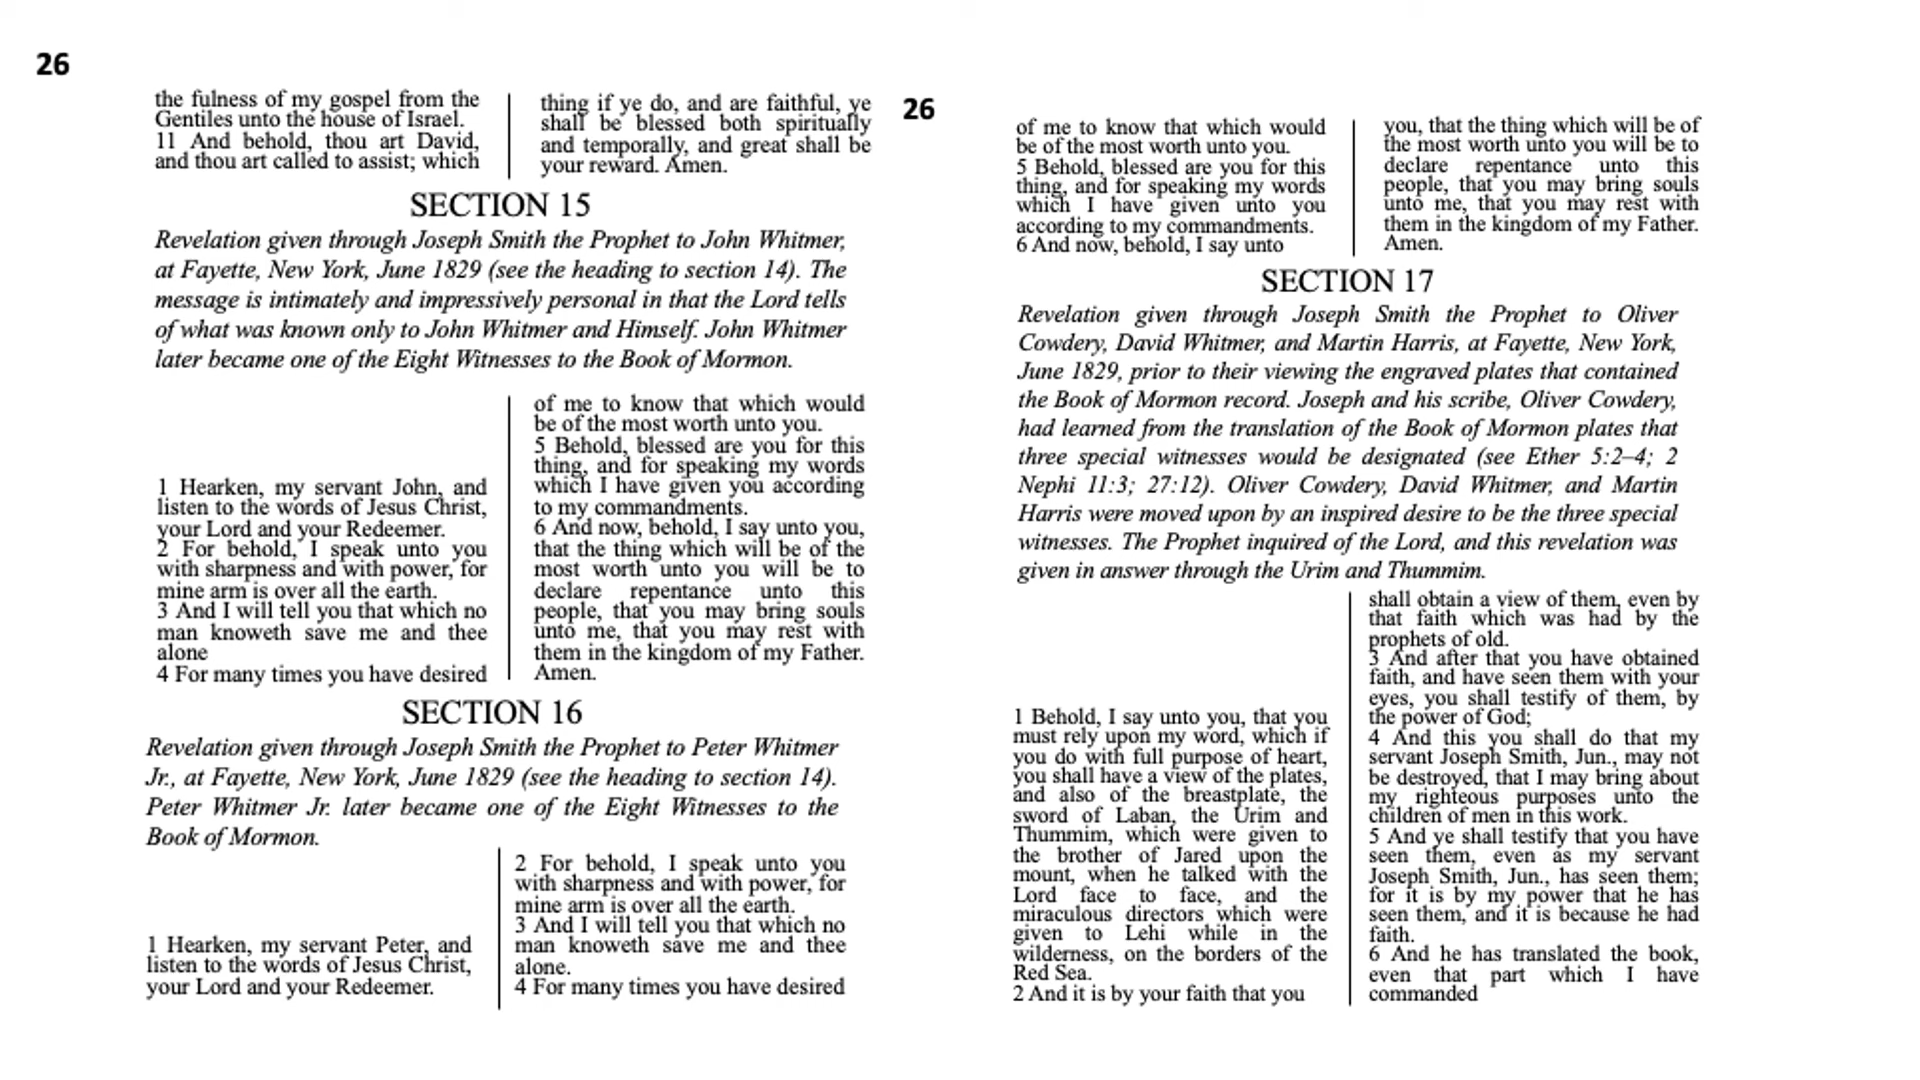 26
the fulness of my gospel from the
Gentiles unto the house of Israel.
11 And behold, thou art David,
and thou art called to assist; which
thing if ye do, and are faithful, ye
shall be blessed both spiritually
and temporally, and great shall be
your reward. Amen.
SECTION 15
Revelation given through Joseph Smith the Prophet to John Whitmer,
at Fayette, New York, June 1829 (see the heading to section 14). The
message is intimately and impressively personal in that the Lord tells
of what was known only to John Whitmer and Himself. John Whitmer
later became one of the Eight Witnesses to the Book of Mormon.
1 Hearken, my servant John, and
listen to the words of Jesus Christ,
your Lord and your Redeemer.
2 For behold, I speak unto you
with sharpness and with power, for
mine arm is over all the earth.
3 And I will tell you that which no
man knoweth save me and thee
alone
4 For many times you have desired
of me to know that which would
be of the most worth unto you.
5 Behold, blessed are you for this
thing, and for speaking my words
which I have given you according
to my commandments.
6 And now, behold, I say unto you,
that the thing which will be of the
most worth unto you will be to
declare repentance unto this
people, that you may bring souls
unto me, that you may rest with
them in the kingdom of my Father.
Amen.
SECTION 16
Revelation given through Joseph Smith the Prophet to Peter Whitmer
Jr., at Fayette, New York, June 1829 (see the heading to section 14).
Peter Whitmer Jr. later became one of the Eight Witnesses to the
Book of Mormon.
1 Hearken, my servant Peter, and
listen to the words of Jesus Christ,
your Lord and your Redeemer.
2 For behold, I speak unto you
with sharpness and with power, for
mine arm is over all the earth.
3 And I will tell you that which no
man knoweth save me and thee
alone.
4 For many times you have desired
26
of me to know that which would
be of the most worth unto you.
5 Behold, blessed are you for this
thing, and for speaking my words
which I have given unto you
according to my commandments.
6 And now, behold, I say unto
you, that the thing which will be of
the most worth unto you will be to
declare repentance unto this
people, that you may bring souls
unto me, that you may rest with
them in the kingdom of my Father.
Amen.
SECTION 17
Revelation given through Joseph Smith the Prophet to Oliver
Cowdery, David Whitmer, and Martin Harris, at Fayette, New York,
June 1829, prior to their viewing the engraved plates that contained
the Book of Mormon record. Joseph and his scribe, Oliver Cowdery,
had learned from the translation of the Book of Mormon plates that
three special witnesses would be designated (see Ether 5:2–4; 2
Nephi 11:3; 27:12). Oliver Cowdery, David Whitmer, and Martin
Harris were moved upon by an inspired desire to be the three special
witnesses. The Prophet inquired of the Lord, and this revelation was
given in answer through the Urim and Thummim.
1 Behold, I say unto you, that you
must rely upon my word, which if
you do with full purpose of heart,
you shall have a view of the plates,
and also of the breastplate, the
sword of Laban, the Urim and
Thummim, which were given to
the brother of Jared upon the
mount, when he talked with the
Lord face to face, and the
miraculous directors which were
given to Lehi while in the
wilderness, on the borders of the
Red Sea.
2 And it is by your faith that you
shall obtain a view of them, even by
that faith which was had by the
prophets of old.
3 And after that you have obtained
faith, and have seen them with your
eyes, you shall testify of them, by
the power of God;
4 And this you shall do that my
servant Joseph Smith, Jun., may not
be destroyed, that I may bring about
my righteous purposes unto the
children of men in this work.
5 And ye shall testify that you have
seen them, even as my servant
Joseph Smith, Jun., has seen them;
for it is by my power that he has
seen them, and it is because he had
faith.
6 And he has translated the book,
even that part which I have
commanded